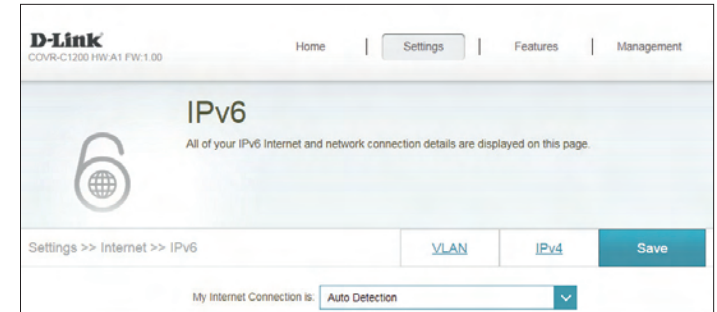 D-Link
COVR-C1200 HW:A1 FW:1.00
Home | Settings | Features | Management
IPv6
All of your IPv6 Internet and network connection details are displayed on this page.
Settings >> Internet >> IPv6 VLAN IPv4 Save
My Internet Connection is: Auto Detection